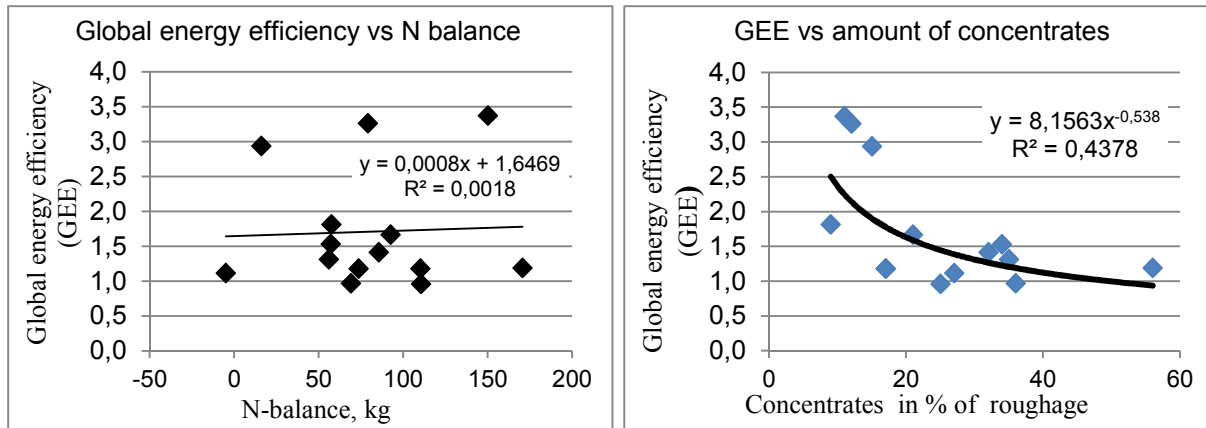 Global energy efficiency vs N balance
Global energy efficiency
((GEE)
4,0
3,5
3,0
2,5
2,0
1,5
1,0
0,5
0,0
y = 0,0008x + 1,6469
R² = 0,0018
-50 0 50 100 150 200
N-balance, kg
GEE vs amount of concentrates
Global energy efficiency
(GEE)
4,0
3,5
3,0
2,5
2,0
1,5
1,0
0,5
0,0
y = 8,1563x-0,538
R² = 0,4378
0 20 40 60
Concentrates in % of roughage